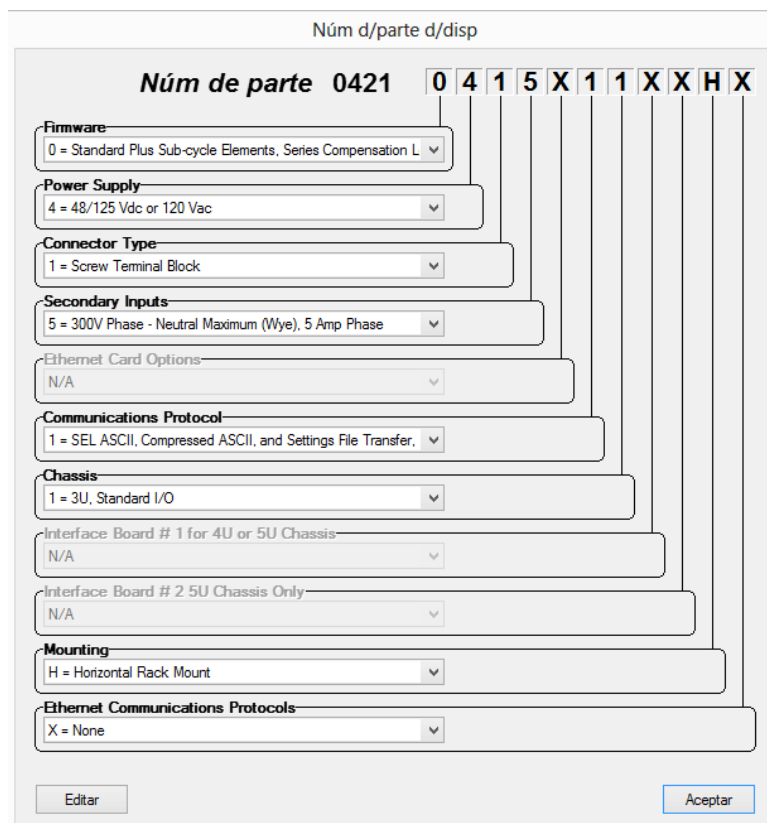 Núm d/parte d/disp
Núm de parte 0421 0 4 1 5 X 1 1 X X H X
Firmware
0 = Standard Plus Sub-cycle Elements, Series Compensation L
Power Supply
4 = 48/125 Vdc or 120 Vac
Connector Type
1 = Screw Terminal Block
Secondary Inputs
5 = 300V Phase - Neutral Maximum (Wye), 5 Amp Phase
Ethernet Card Options
N/A
Communications Protocol
1 = SEL ASCII, Compressed ASCII, and Settings File Transfer,
Chassis
1 = 3U, Standard I/O
Interface Board # 1 for 4U or 5U Chassis
N/A
Interface Board # 2 5U Chassis Only
N/A
Mounting
H = Horizontal Rack Mount
Ethernet Communications Protocols
X = None
Editar Aceptar